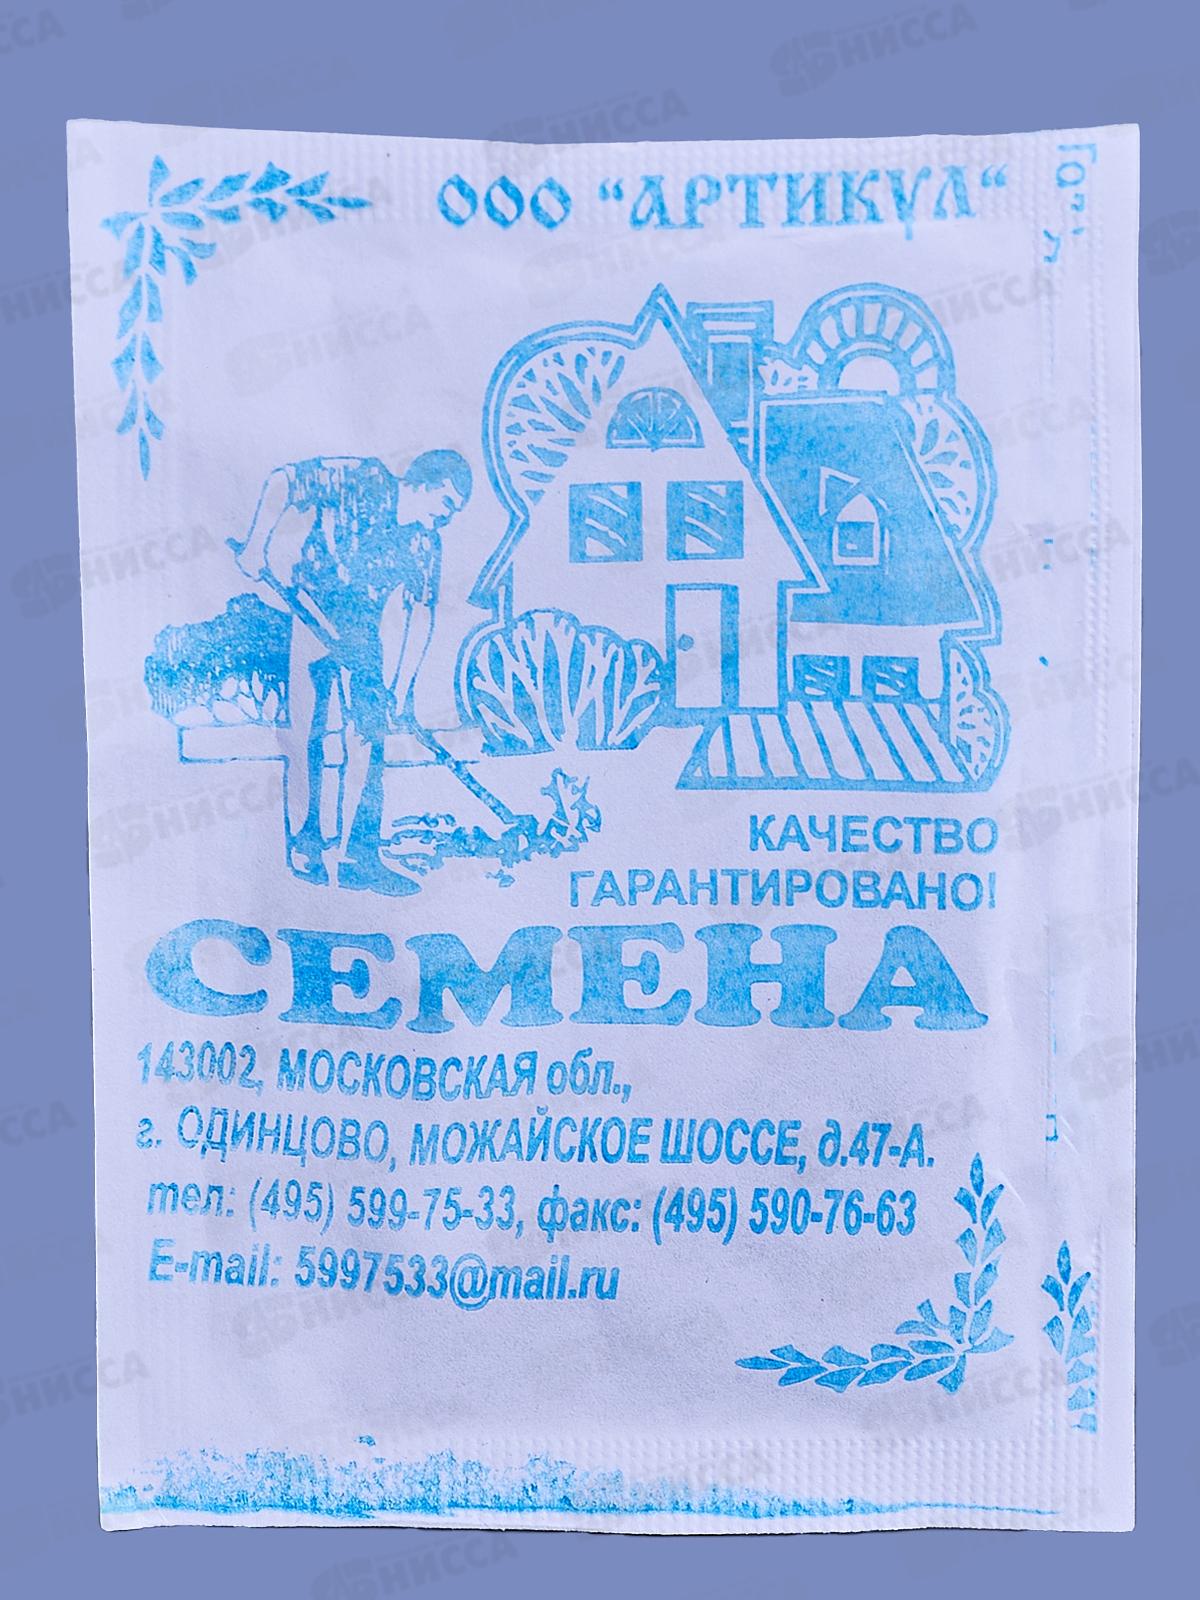 ООО "АРТИКУЛ"
КАЧЕСТВО
ГАРАНТИРОВАНО!
СЕМЕНА
143002, МОСКОВСКАЯ обл.,
г. ОДИНЦОВО, МОЖАЙСКОЕ ШОССЕ, д.47-А.
тел: (495) 599-75-33, факс: (495) 590-76-63
E-mail: 5997533@mail.ru